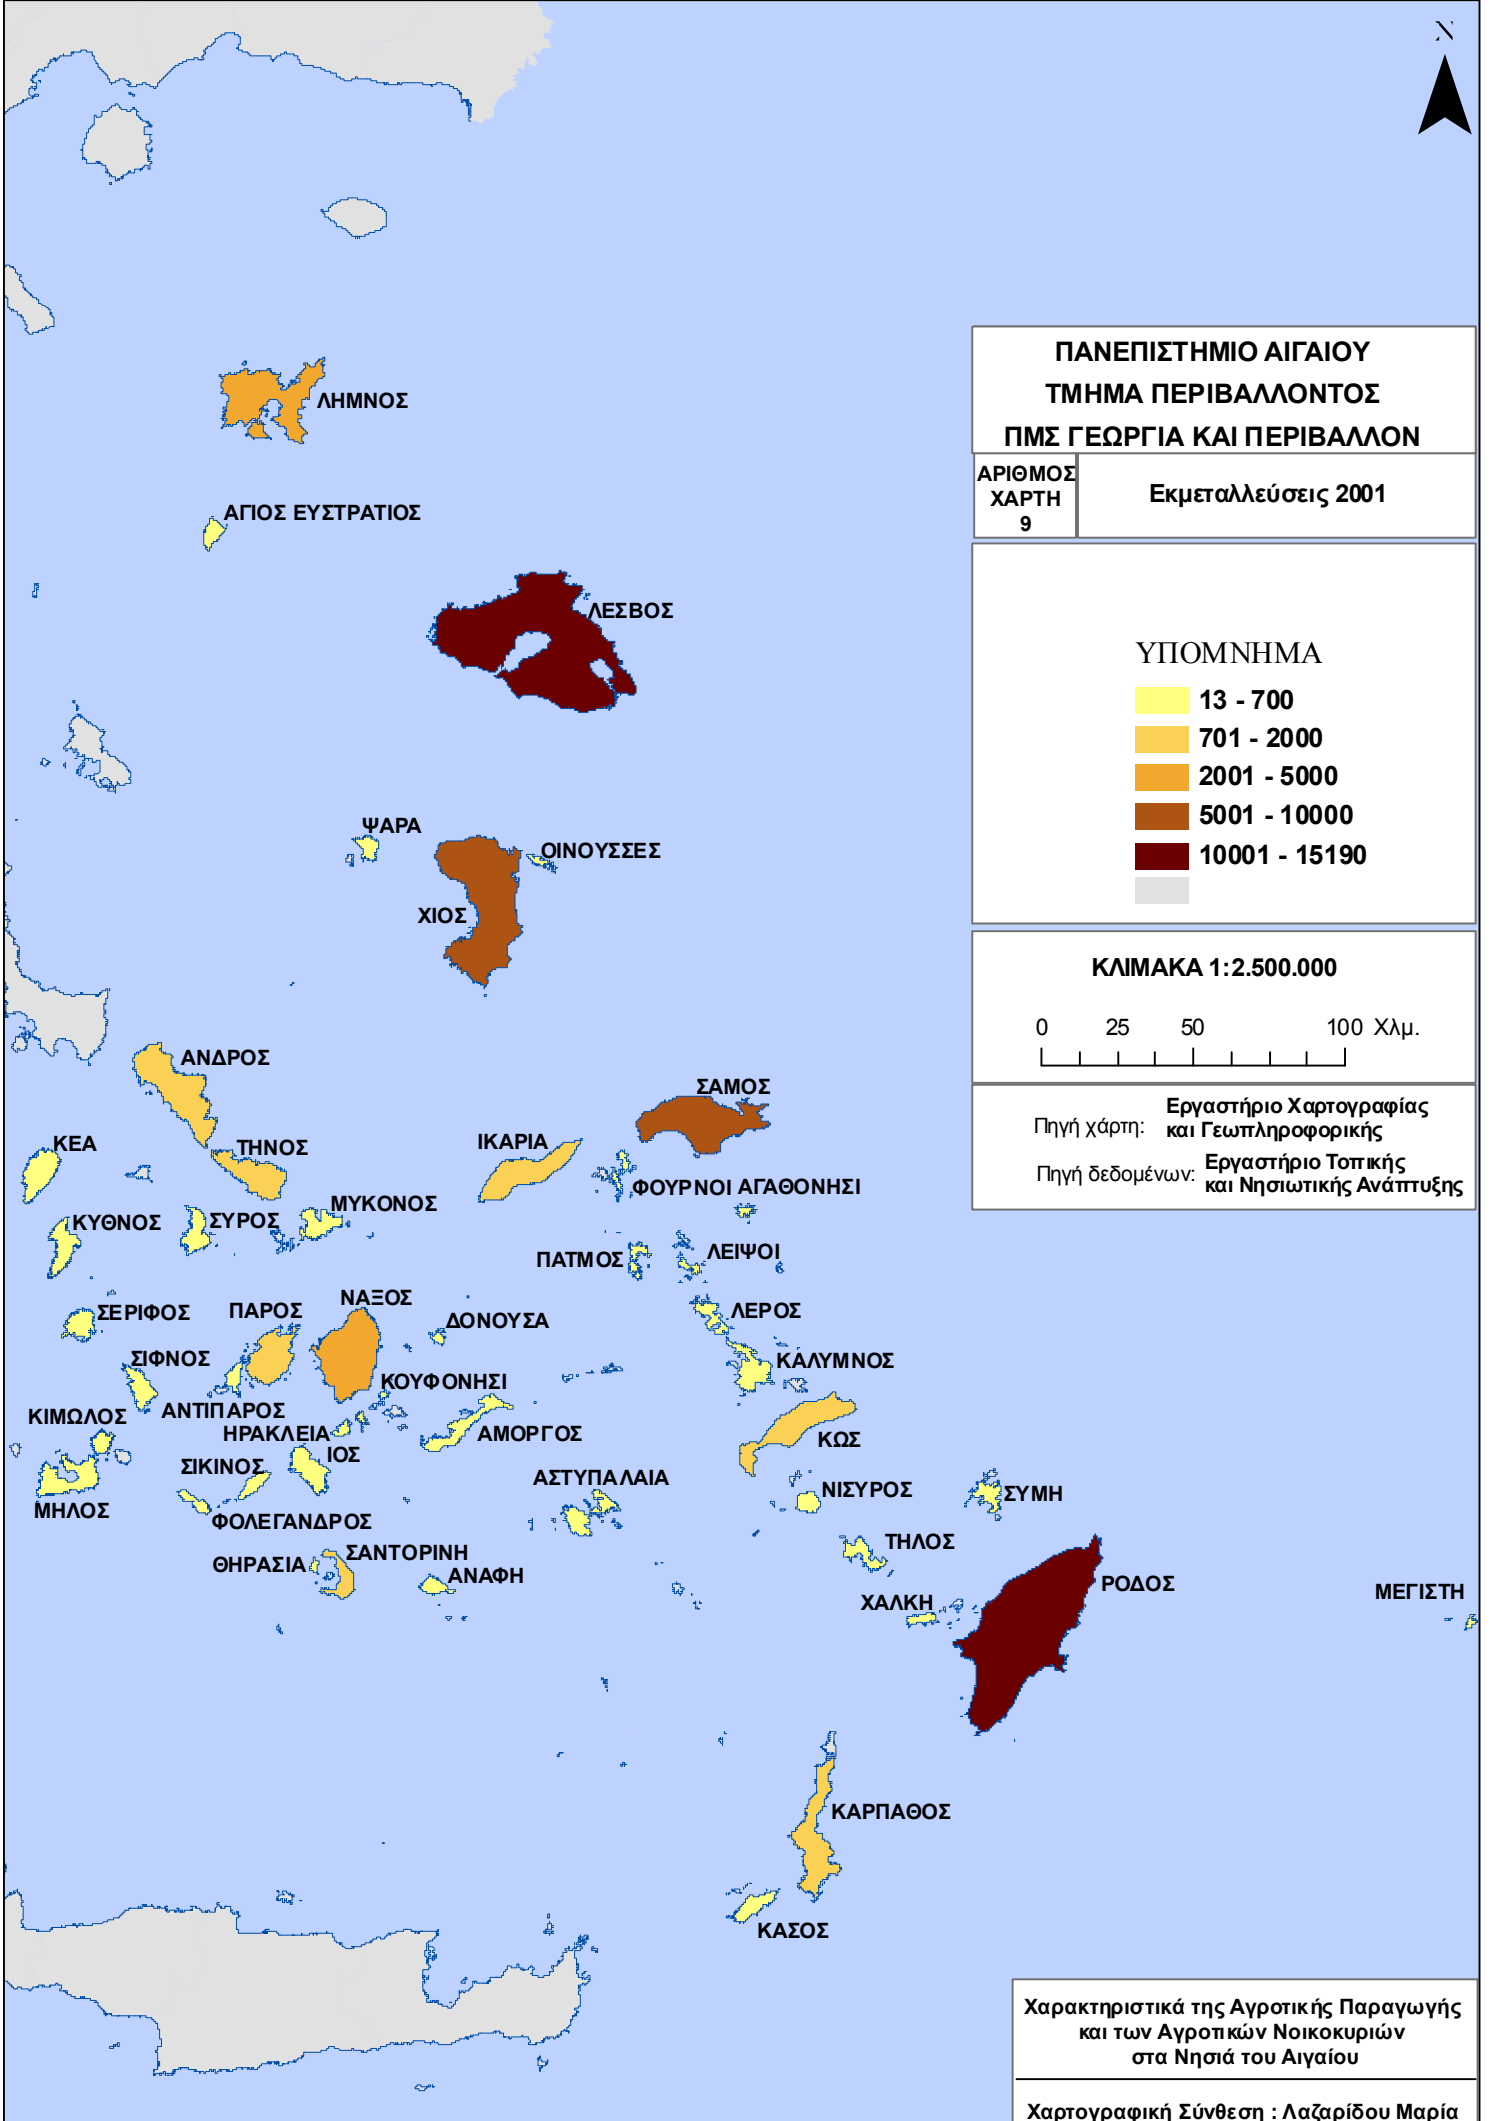 N
ΠΑΝΕΠΙΣΤΗΜΙΟ ΑΙΓΑΙΟΥ
ΤΜΗΜΑ ΠΕΡΙΒΑΛΛΟΝΤΟΣ
ΠΜΣ ΓΕΩΡΓΙΑ ΚΑΙ ΠΕΡΙΒΑΛΛΟΝ
ΑΡΙΘΜΟΣ
ΧΑΡΤΗ
9
Εκμεταλλεύσεις 2001
ΥΠΟΜΝΗΜΑ
13 - 700
701 - 2000
2001 - 5000
5001 - 10000
10001 - 15190
ΚΛΙΜΑΚΑ 1:2.500.000
0 25 50 100 Χλμ.
Πηγή χάρτη: Εργαστήριο Χαρτογραφίας
και Γεωπληροφορικής
Πηγή δεδομένων: Εργαστήριο Τοπικής
και Νησιωτικής Ανάπτυξης
ΛΗΜΝΟΣ
ΑΓΙΟΣ ΕΥΣΤΡΑΤΙΟΣ
ΛΕΣΒΟΣ
ΨΑΡΑ
ΟΙΝΟΥΣΣΕΣ
ΧΙΟΣ
ΑΝΔΡΟΣ
ΣΑΜΟΣ
ΚΕΑ
ΤΗΝΟΣ
ΙΚΑΡΙΑ
ΦΟΥΡΝΟΙ
ΑΓΑΘΟΝΗΣΙ
ΜΥΚΟΝΟΣ
ΚΥΘΝΟΣ
ΣΥΡΟΣ
ΠΑΤΜΟΣ
ΛΕΙΨΟΙ
ΝΑΞΟΣ
ΣΕΡΙΦΟΣ
ΠΑΡΟΣ
ΔΟΝΟΥΣΑ
ΛΕΡΟΣ
ΣΙΦΝΟΣ
ΚΑΛΥΜΝΟΣ
ΚΟΥΦΟΝΗΣΙ
ΑΝΤΙΠΑΡΟΣ
ΚΙΜΩΛΟΣ
ΗΡΑΚΛΕΙΑ
ΑΜΟΡΓΟΣ
ΚΩΣ
ΙΟΣ
ΣΙΚΙΝΟΣ
ΑΣΤΥΠΑΛΑΙΑ
ΝΙΣΥΡΟΣ
ΣΥΜΗ
ΜΗΛΟΣ
ΦΟΛΕΓΑΝΔΡΟΣ
ΤΗΛΟΣ
ΣΑΝΤΟΡΙΝΗ
ΘΗΡΑΣΙΑ
ΑΝΑΦΗ
ΡΟΔΟΣ
ΜΕΓΙΣΤΗ
ΧΑΛΚΗ
ΚΑΡΠΑΘΟΣ
ΚΑΣΟΣ
Χαρακτηριστικά της Αγροτικής Παραγωγής
και των Αγροτικών Νοικοκυριών
στα Νησιά του Αιγαίου
Χαρτογραφική Σύνθεση : Λαζαρίδου Μαρία